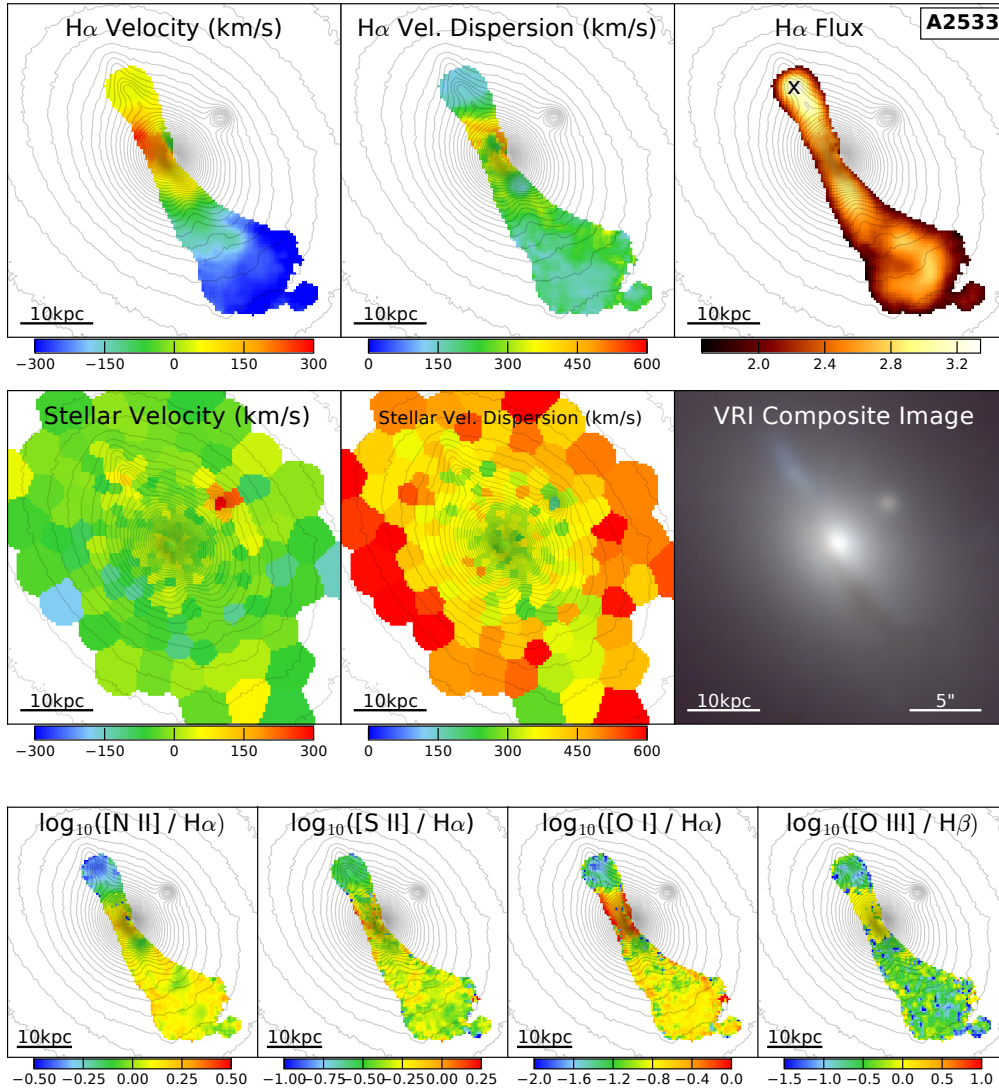 Hα Velocity (km/s)
Hα Vel. Dispersion (km/s)
Hα Flux
A2533
x
10kpc
10kpc
10kpc
−300 −150 0 150 300
0 150 300 450 600
2.0 2.4 2.8 3.2
Stellar Velocity (km/s)
Stellar Vel. Dispersion (km/s)
VRI Composite Image
10kpc
10kpc
10kpc
5"
−300 −150 0 150 300
0 150 300 450 600
log₁₀([N II] / Hα)
log₁₀([S II] / Hα)
log₁₀([O I] / Hα)
log₁₀([O III] / Hβ)
10kpc
10kpc
10kpc
10kpc
−0.50 −0.25 0.00 0.25 0.50
−1.00 −0.75 −0.50 −0.25 0.00 0.25
−2.0 −1.6 −1.2 −0.8 −0.4 0.0
−1.5 −1.0 −0.5 0.0 0.5 1.0